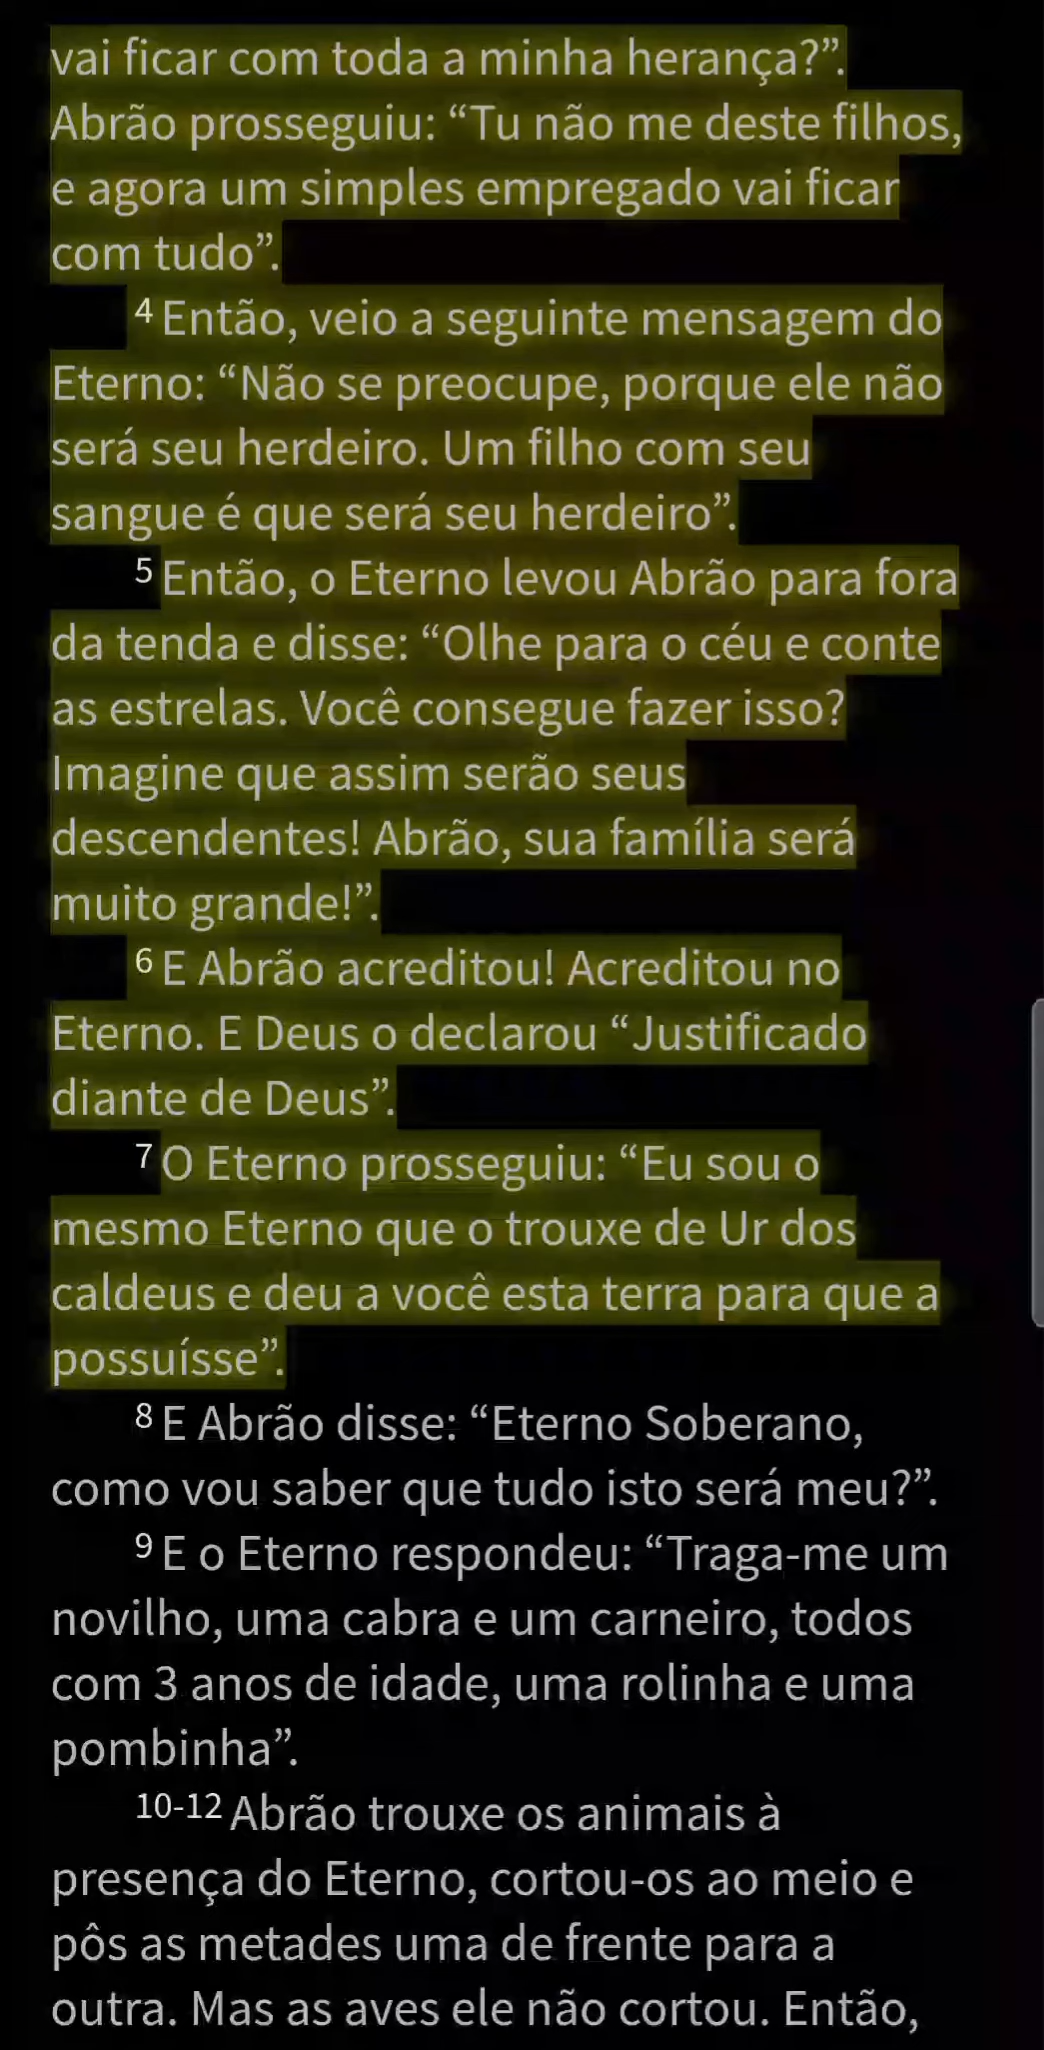 vai ficar com toda a minha herança?”.
Abrão prosseguiu: “Tu não me deste filhos,
e agora um simples empregado vai ficar
com tudo”.
4 Então, veio a seguinte mensagem do
Eterno: “Não se preocupe, porque ele não
será seu herdeiro. Um filho com seu
sangue é que será seu herdeiro”.
5 Então, o Eterno levou Abrão para fora
da tenda e disse: “Olhe para o céu e conte
as estrelas. Você consegue fazer isso?
Imagine que assim serão seus
descendentes! Abrão, sua família será
muito grande!”.
6 E Abrão acreditou! Acreditou no
Eterno. E Deus o declarou “Justificado
diante de Deus”.
7 O Eterno prosseguiu: “Eu sou o
mesmo Eterno que o trouxe de Ur dos
caldeus e deu a você esta terra para que a
possuísse”.
8 E Abrão disse: “Eterno Soberano,
como vou saber que tudo isto será meu?”.
9 E o Eterno respondeu: “Traga-me um
novilho, uma cabra e um carneiro, todos
com 3 anos de idade, uma rolinha e uma
pombinha”.
10-12 Abrão trouxe os animais à
presença do Eterno, cortou-os ao meio e
pôs as metades uma de frente para a
outra. Mas as aves ele não cortou. Então,